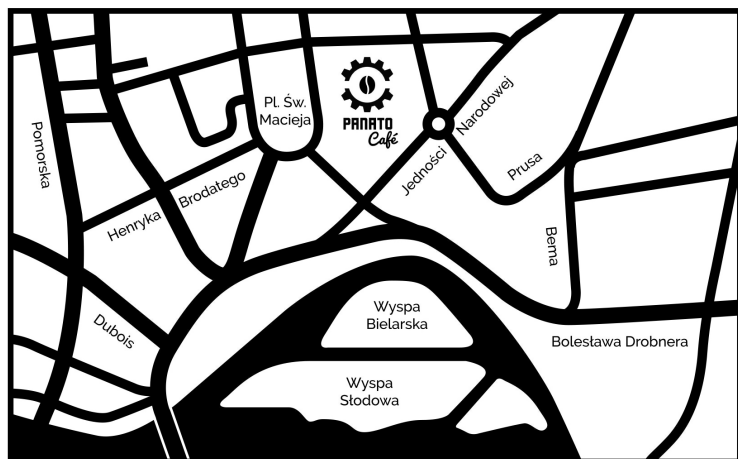 Pl. Św.
Macieja
PANATO
Café
Jedności
Narodowej
Pomorska
Henryka
Brodatego
Prusa
Bema
Dubois
Wyspa
Bielarska
Bolesława Drobnera
Wyspa
Słodowa